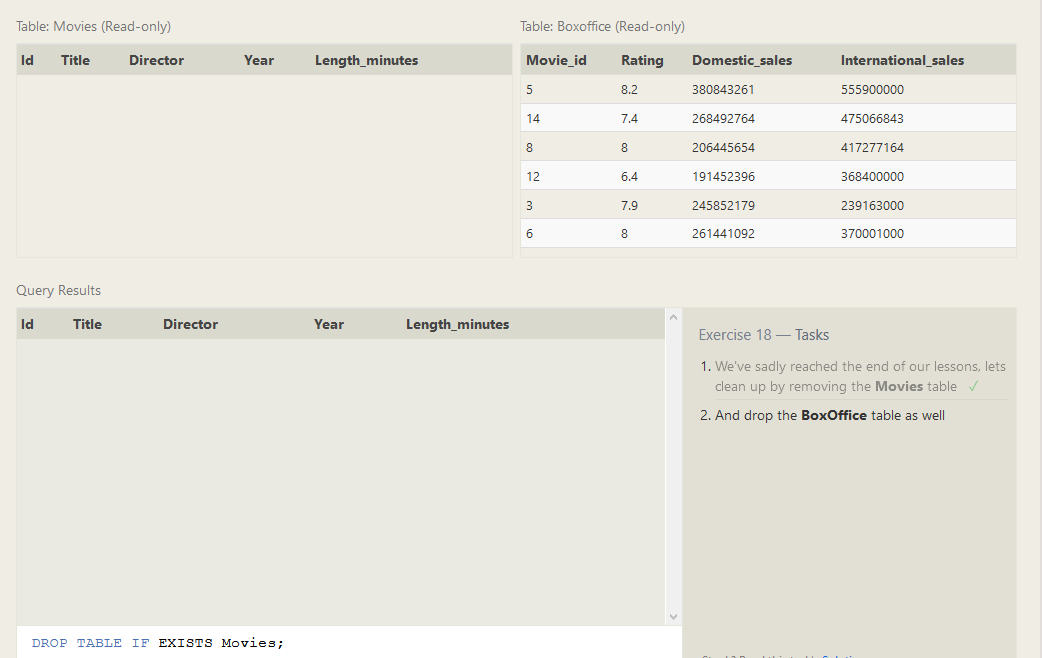 Table: Movies (Read-only)
Id Title Director Year Length_minutes
Table: Boxoffice (Read-only)
Movie_id Rating Domestic_sales International_sales
5 8.2 380843261 555900000
14 7.4 268492764 475066843
8 8 206445654 417277164
12 6.4 191452396 368400000
3 7.9 245852179 239163000
6 8 261441092 370001000
Query Results
Id Title Director Year Length_minutes
DROP TABLE IF EXISTS Movies;
Exercise 18 — Tasks
1. We've sadly reached the end of our lessons, lets
clean up by removing the Movies table ✓
2. And drop the BoxOffice table as well